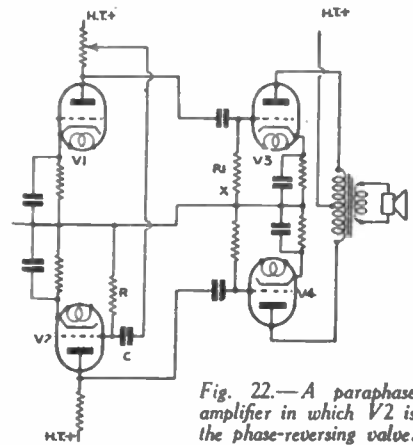 H.T.+
H.T.+
V1
V3
R1
X
R
V2
C
V4
H.T.+
Fig. 22.—A paraphase
amplifier in which V2 is
the phase-reversing valve.